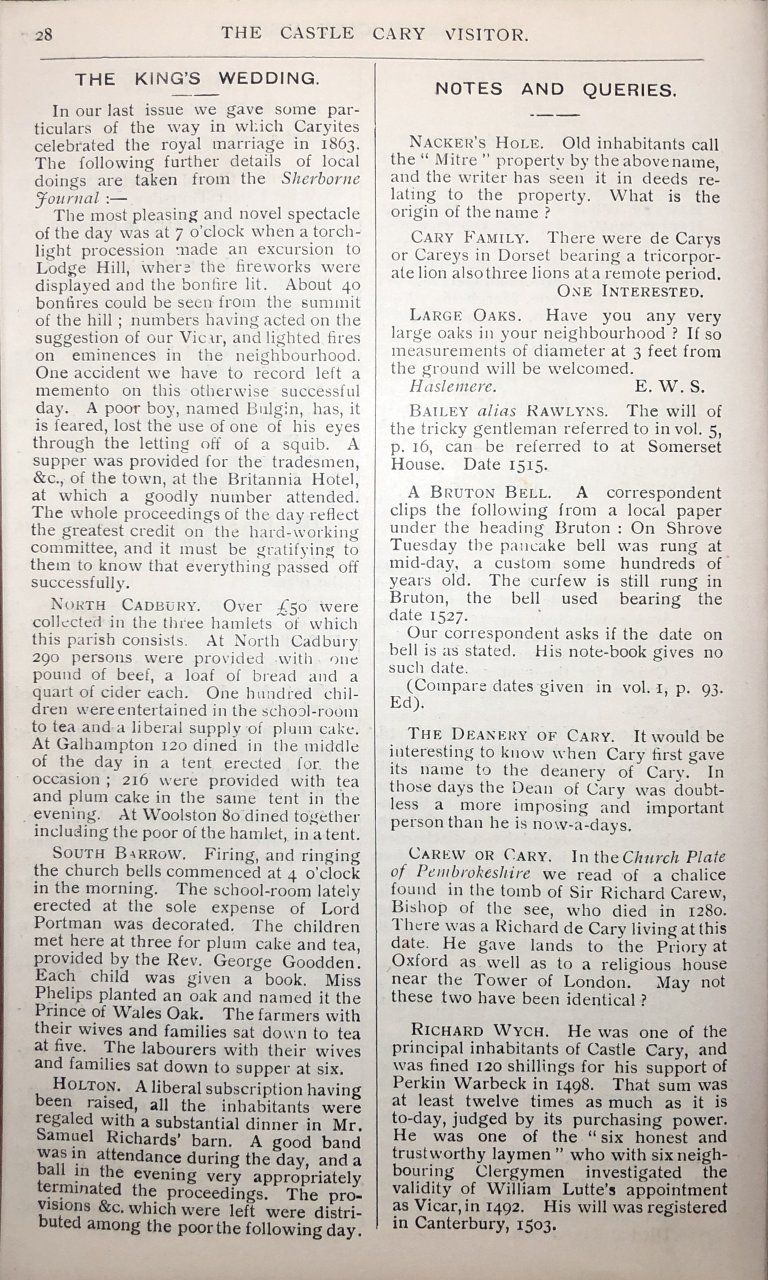 28
THE CASTLE CARY VISITOR.
THE KING'S WEDDING.
In our last issue we gave some par-
ticulars of the way in which Caryites
celebrated the royal marriage in 1863.
The following further details of local
doings are taken from the Sherborne
Journal :—
The most pleasing and novel spectacle
of the day was at 7 o'clock when a torch-
light procession made an excursion to
Lodge Hill, where the fireworks were
displayed and the bonfire lit. About 40
bonfires could be seen from the summit
of the hill ; numbers having acted on the
suggestion of our Vicar, and lighted fires
on eminences in the neighbourhood.
One accident we have to record left a
memento on this otherwise successful
day. A poor boy, named Bulgin, has, it
is feared, lost the use of one of his eyes
through the letting off of a squib. A
supper was provided for the tradesmen,
&c., of the town, at the Britannia Hotel,
at which a goodly number attended.
The whole proceedings of the day reflect
the greatest credit on the hard-working
committee, and it must be gratifying to
them to know that everything passed off
successfully.
NORTH CADBURY. Over £50 were
collected in the three hamlets of which
this parish consists. At North Cadbury
290 persons were provided with one
pound of beef, a loaf of bread and a
quart of cider each. One hundred chil-
dren were entertained in the school-room
to tea and a liberal supply of plum cake.
At Galhampton 120 dined in the middle
of the day in a tent erected for the
occasion ; 216 were provided with tea
and plum cake in the same tent in the
evening. At Woolston 80 dined together
including the poor of the hamlet, in a tent.
SOUTH BARROW. Firing, and ringing
the church bells commenced at 4 o'clock
in the morning. The school-room lately
erected at the sole expense of Lord
Portman was decorated. The children
met here at three for plum cake and tea,
provided by the Rev. George Goodden.
Each child was given a book. Miss
Phelips planted an oak and named it the
Prince of Wales Oak. The farmers with
their wives and families sat down to tea
at five. The labourers with their wives
and families sat down to supper at six.
HOLTON. A liberal subscription having
been raised, all the inhabitants were
regaled with a substantial dinner in Mr.
Samuel Richards' barn. A good band
was in attendance during the day, and a
ball in the evening very appropriately
terminated the proceedings. The pro-
visions &c. which were left were distri-
buted among the poor the following day.
NOTES AND QUERIES.
NACKER'S HOLE. Old inhabitants call
the " Mitre " property by the above name,
and the writer has seen it in deeds re-
lating to the property. What is the
origin of the name ?
CARY FAMILY. There were de Carys
or Careys in Dorset bearing a tricorpor-
ate lion also three lions at a remote period.
ONE INTERESTED.
LARGE OAKS. Have you any very
large oaks in your neighbourhood ? If so
measurements of diameter at 3 feet from
the ground will be welcomed.
Haslemere. E. W. S.
BAILEY alias RAWLYNS. The will of
the tricky gentleman referred to in vol. 5,
p. 16, can be referred to at Somerset
House. Date 1515.
A BRUTON BELL. A correspondent
clips the following from a local paper
under the heading Bruton : On Shrove
Tuesday the pancake bell was rung at
mid-day, a custom some hundreds of
years old. The curfew is still rung in
Bruton, the bell used bearing the
date 1527.
Our correspondent asks if the date on
bell is as stated. His note-book gives no
such date.
(Compare dates given in vol. 1, p. 93.
Ed).
THE DEANERY OF CARY. It would be
interesting to know when Cary first gave
its name to the deanery of Cary. In
those days the Dean of Cary was doubt-
less a more imposing and important
person than he is now-a-days.
CAREW OR CARY. In the Church Plate
of Pembrokeshire we read of a chalice
found in the tomb of Sir Richard Carew,
Bishop of the see, who died in 1280.
There was a Richard de Cary living at this
date. He gave lands to the Priory at
Oxford as well as to a religious house
near the Tower of London. May not
these two have been identical ?
RICHARD WYCH. He was one of the
principal inhabitants of Castle Cary, and
was fined 120 shillings for his support of
Perkin Warbeck in 1498. That sum was
at least twelve times as much as it is
to-day, judged by its purchasing power.
He was one of the " six honest and
trustworthy laymen " who with six neigh-
bouring Clergymen investigated the
validity of William Lutte's appointment
as Vicar, in 1492. His will was registered
in Canterbury, 1503.